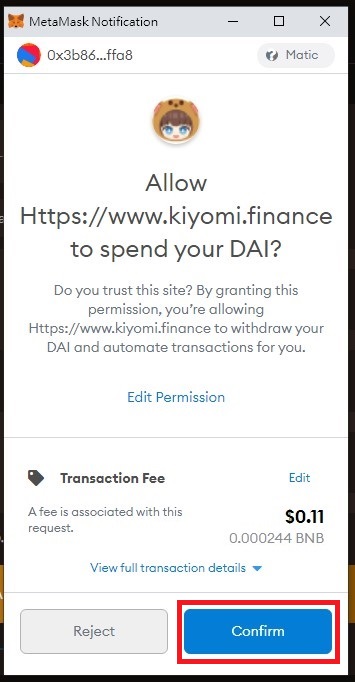 MetaMask Notification
0x3b86...ffa8
Matic
Allow
Https://www.kiyomi.finance
to spend your DAI?
Do you trust this site? By granting this
permission, you're allowing
Https://www.kiyomi.finance to withdraw your
DAI and automate transactions for you.
Edit Permission
Transaction Fee
Edit
A fee is associated with this
request.
$0.11
0.000244 BNB
View full transaction details
Reject
Confirm